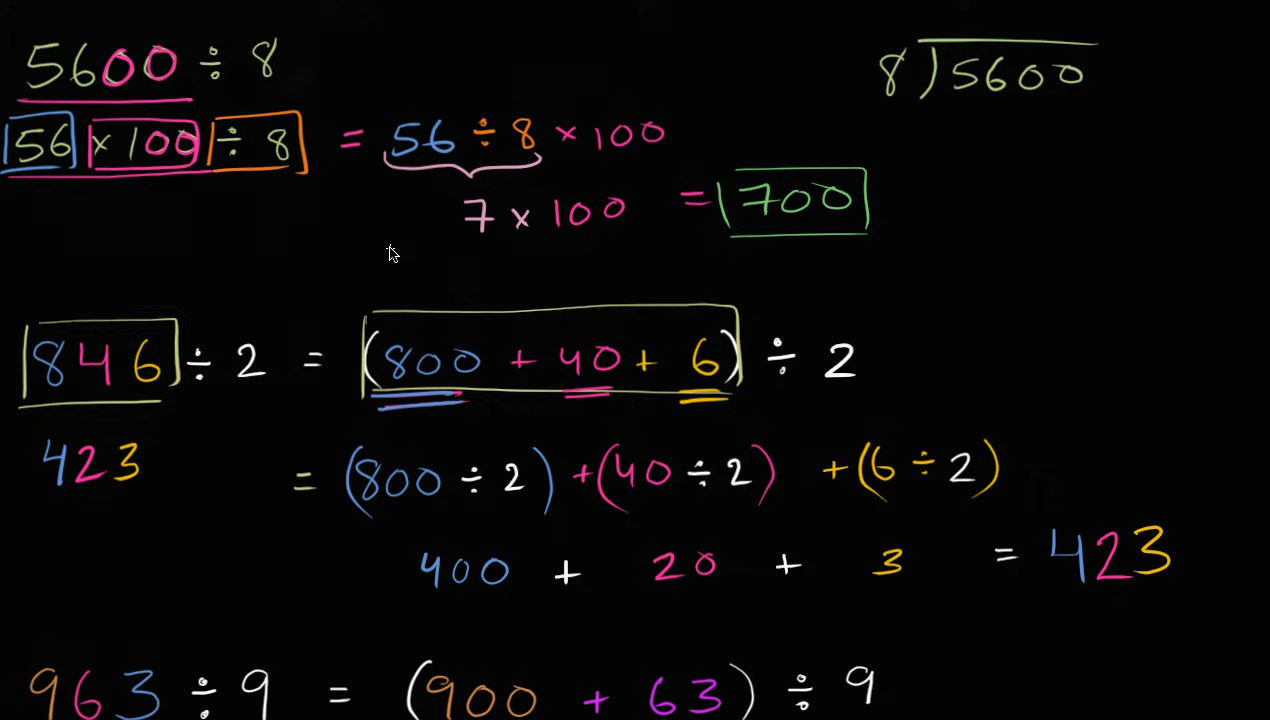 5600 ÷ 8
8)5600
56 × 100 ÷ 8 = 56 ÷ 8 × 100
7 × 100 = 700
846 ÷ 2 = (800 + 40 + 6) ÷ 2
423 = (800 ÷ 2) + (40 ÷ 2) + (6 ÷ 2)
400 + 20 + 3 = 423
963 ÷ 9 = (900 + 63) ÷ 9